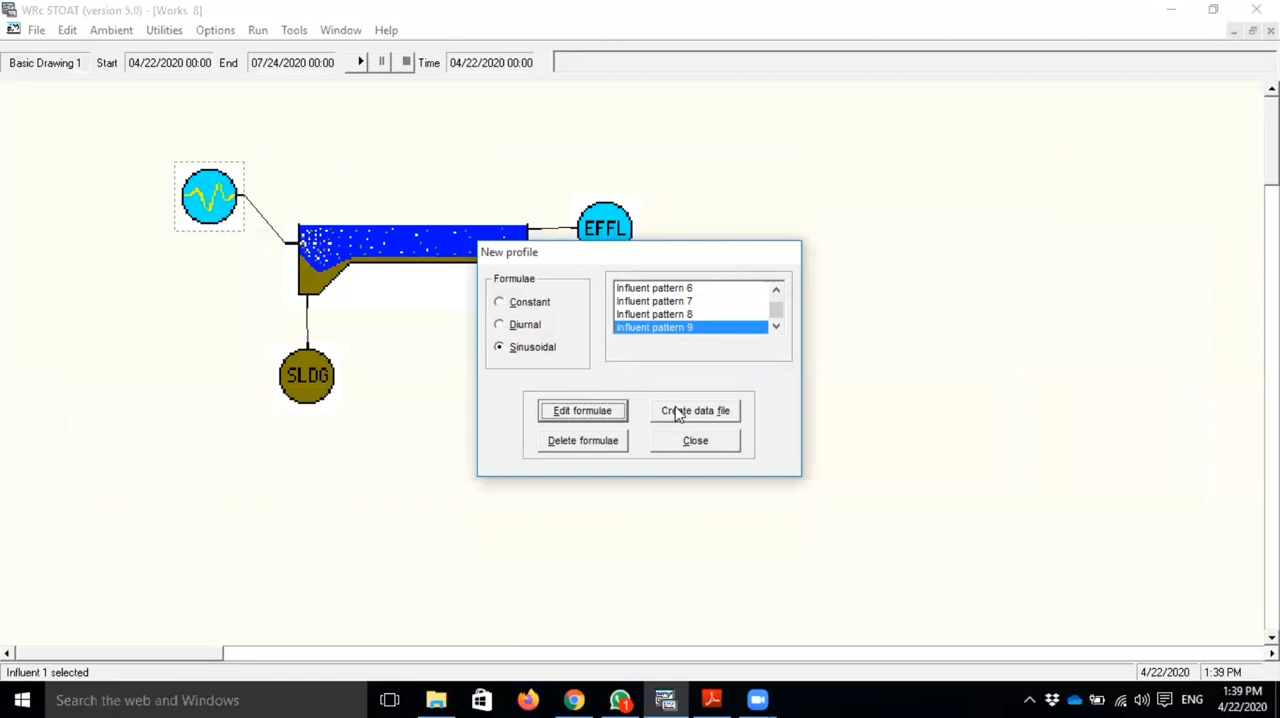 WRc STOAT (version 5.0) - [Works 8]
File Edit Ambient Utilities Options Run Tools Window Help
Basic Drawing 1 Start 04/22/2020 00:00 End 07/24/2020 00:00 Time 04/22/2020 00:00
EFFL
New profile
Formulae
Constant
Diurnal
Sinusoidal
Influent pattern 6
Influent pattern 7
Influent pattern 8
Influent pattern 9
Edit formulae Create data file
Delete formulae Close
SLDG
Influent 1 selected 4/22/2020 1:39 PM
Search the web and Windows 1 ENG 1:39 PM
4/22/2020